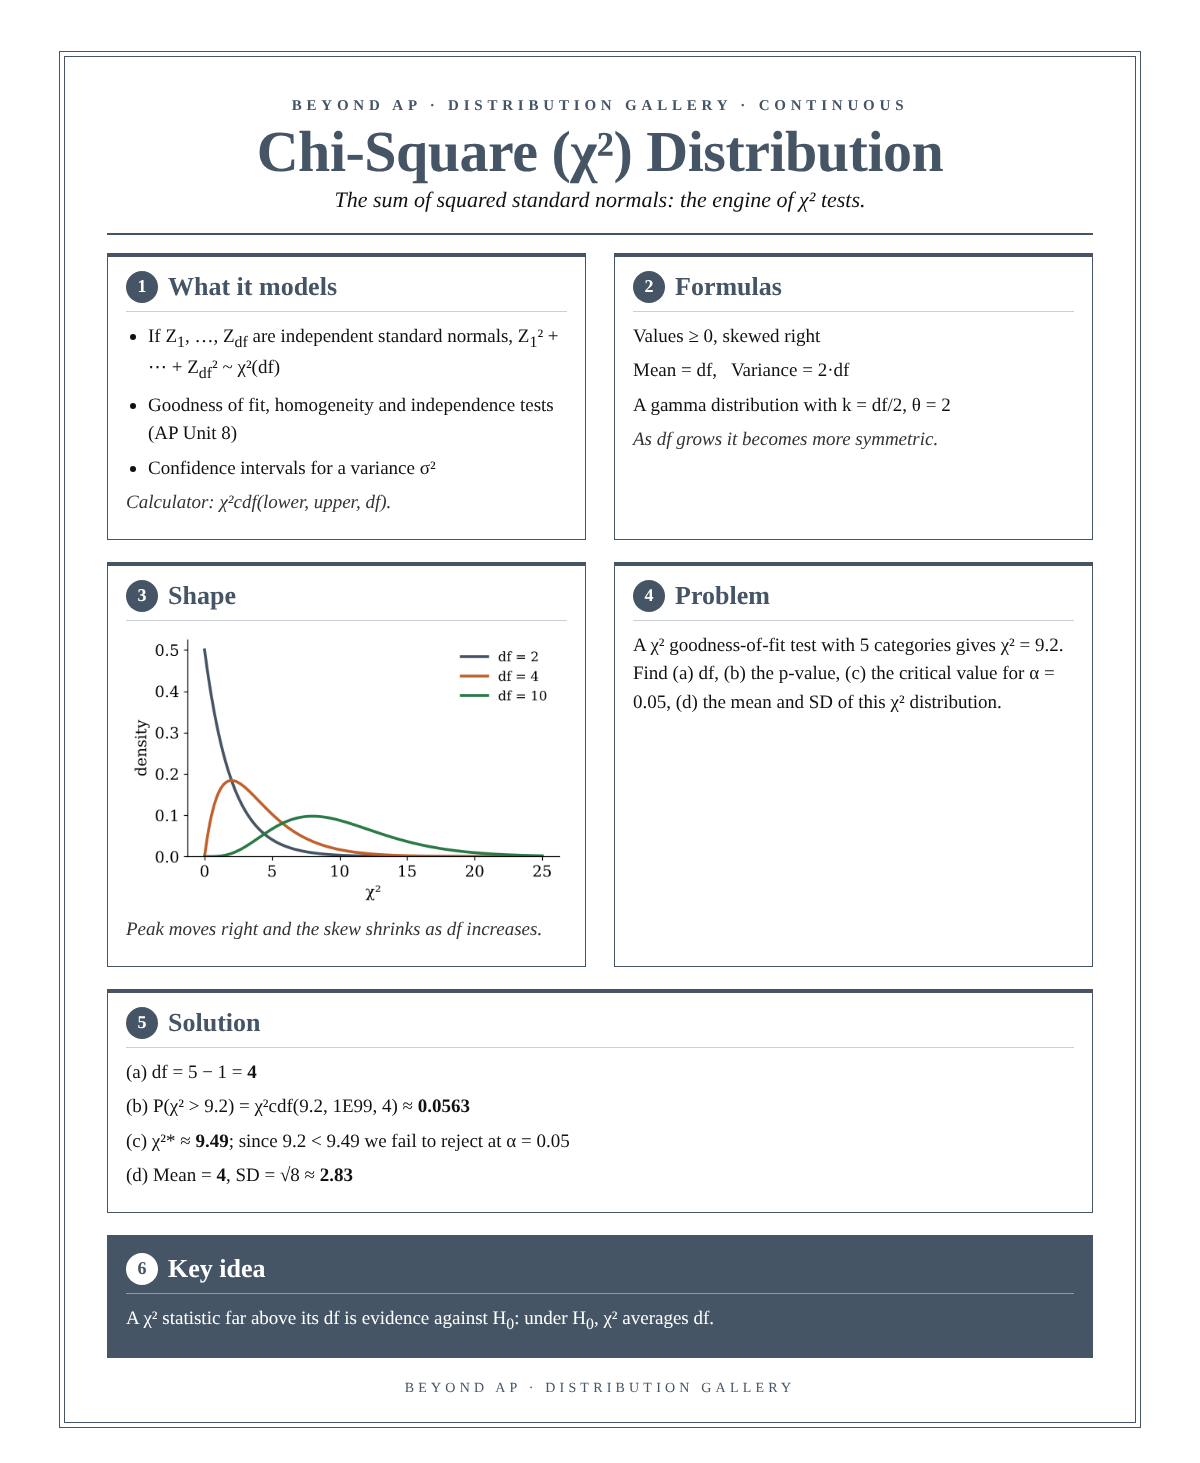 BEYOND AP · DISTRIBUTION GALLERY · CONTINUOUS
Chi-Square (χ²) Distribution
The sum of squared standard normals: the engine of χ² tests.
1 What it models
• If Z₁, …, Z_df are independent standard normals, Z₁² +
⋯ + Z_df² ~ χ²(df)
• Goodness of fit, homogeneity and independence tests
(AP Unit 8)
• Confidence intervals for a variance σ²
Calculator: χ²cdf(lower, upper, df).
2 Formulas
Values ≥ 0, skewed right
Mean = df, Variance = 2·df
A gamma distribution with k = df/2, θ = 2
As df grows it becomes more symmetric.
3 Shape
density
0.5
0.4
0.3
0.2
0.1
0.0
0 5 10 15 20 25
χ²
df = 2
df = 4
df = 10
Peak moves right and the skew shrinks as df increases.
4 Problem
A χ² goodness-of-fit test with 5 categories gives χ² = 9.2.
Find (a) df, (b) the p-value, (c) the critical value for α =
0.05, (d) the mean and SD of this χ² distribution.
5 Solution
(a) df = 5 − 1 = 4
(b) P(χ² > 9.2) = χ²cdf(9.2, 1E99, 4) ≈ 0.0563
(c) χ²* ≈ 9.49; since 9.2 < 9.49 we fail to reject at α = 0.05
(d) Mean = 4, SD = √8 ≈ 2.83
6 Key idea
A χ² statistic far above its df is evidence against H₀: under H₀, χ² averages df.
BEYOND AP · DISTRIBUTION GALLERY